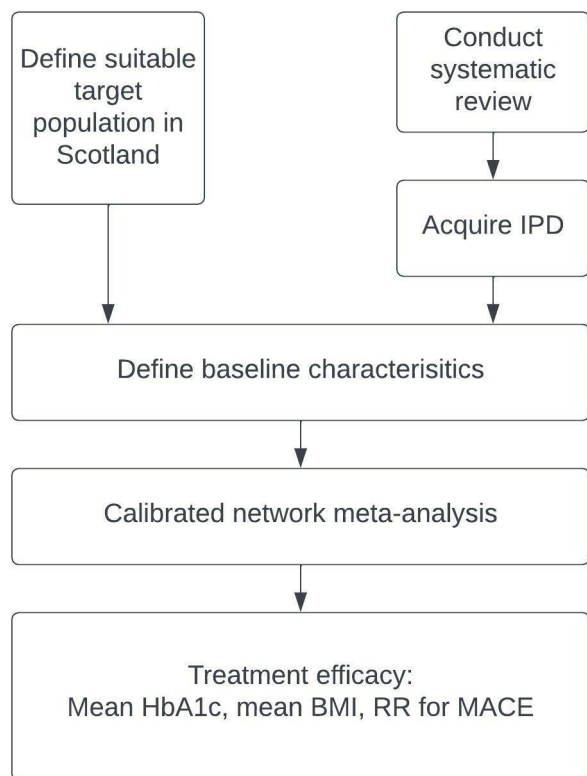 Define suitable
target
population in
Scotland
Conduct
systematic
review
Acquire IPD
Define baseline characterisitics
Calibrated network meta-analysis
Treatment efficacy:
Mean HbA1c, mean BMI, RR for MACE